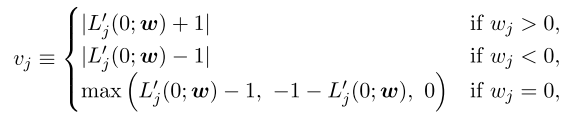 |L′_j(0; w) + 1| if w_j > 0,
v_j ≡ { |L′_j(0; w) − 1| if w_j < 0,
max ( L′_j(0; w) − 1, −1 − L′_j(0; w), 0 ) if w_j = 0,